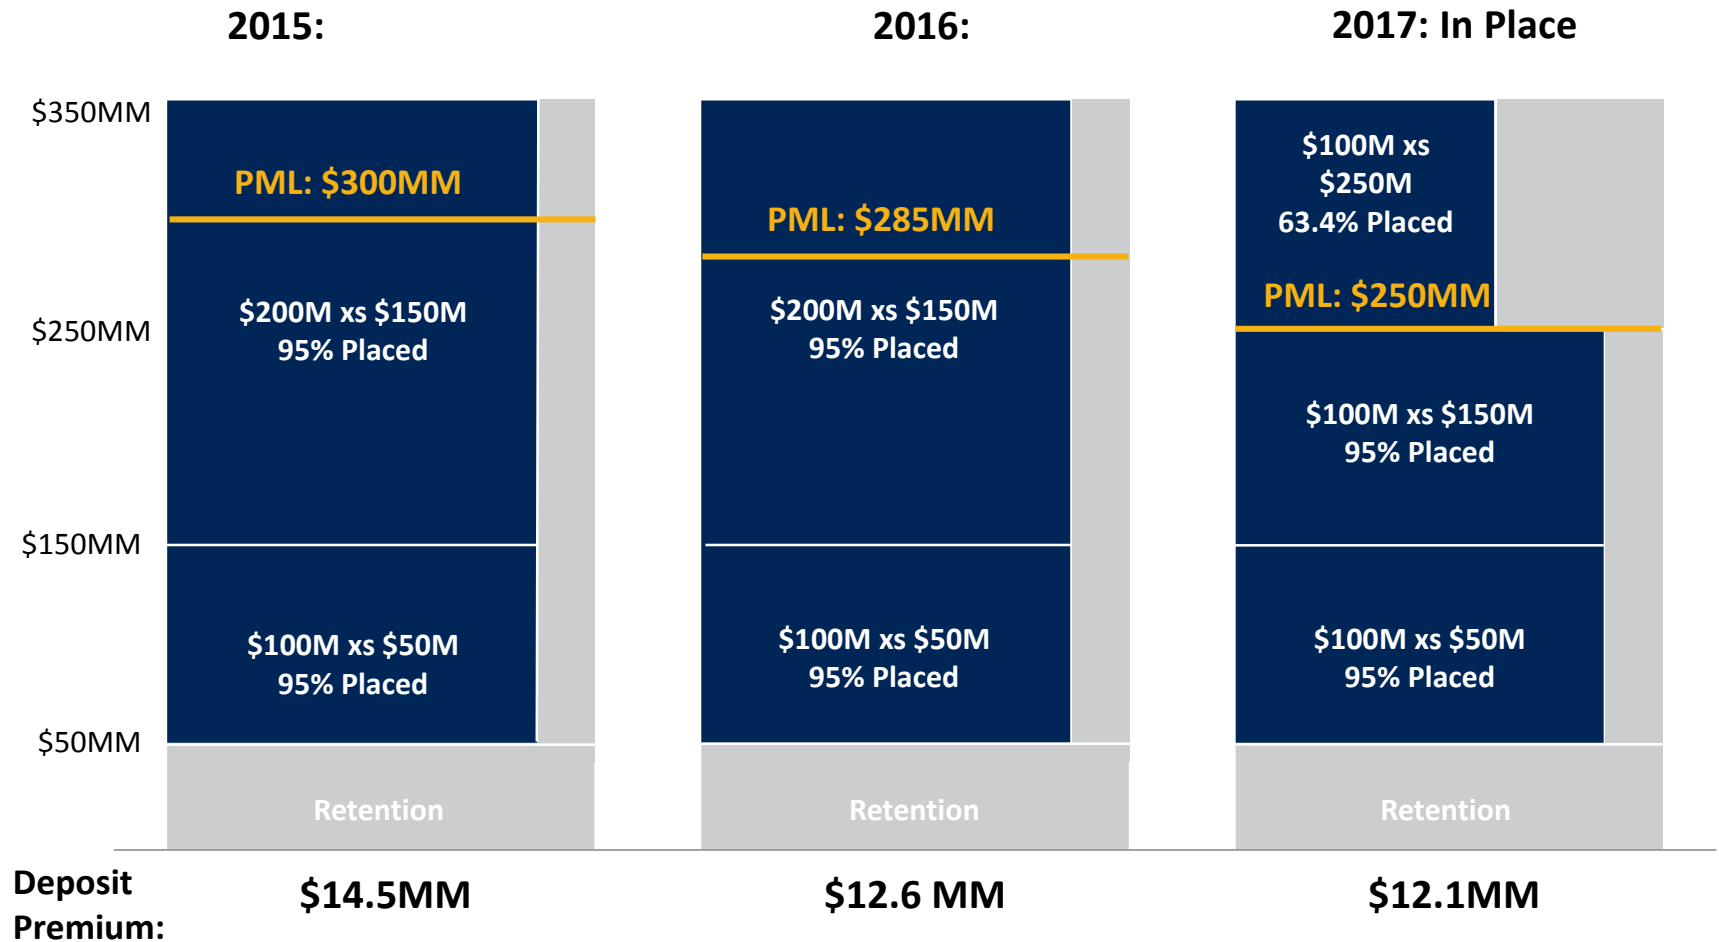 2015:
2016:
2017: In Place
$350MM
$250MM
$150MM
$50MM
PML: $300MM
$200M xs $150M
95% Placed
$100M xs $50M
95% Placed
Retention
PML: $285MM
$200M xs $150M
95% Placed
$100M xs $50M
95% Placed
Retention
$100M xs
$250M
63.4% Placed
PML: $250MM
$100M xs $150M
95% Placed
$100M xs $50M
95% Placed
Retention
Deposit
Premium:
$14.5MM
$12.6 MM
$12.1MM